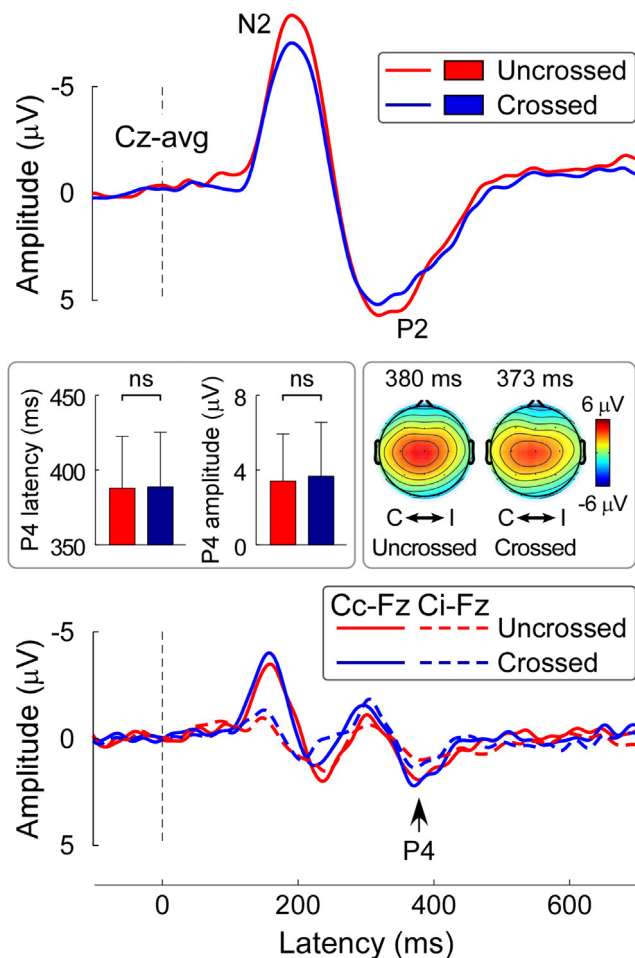 N2
-5
Uncrossed
Crossed
Cz-avg
0
Amplitude (μV)
5
P2
450
400
350
P4 latency (ms)
ns
8
4
0
P4 amplitude (μV)
ns
380 ms
373 ms
6 μV
-6 μV
C I
C I
Uncrossed
Crossed
Cc-Fz Ci-Fz
Uncrossed
Crossed
-5
0
5
Amplitude (μV)
P4
0 200 400 600
Latency (ms)